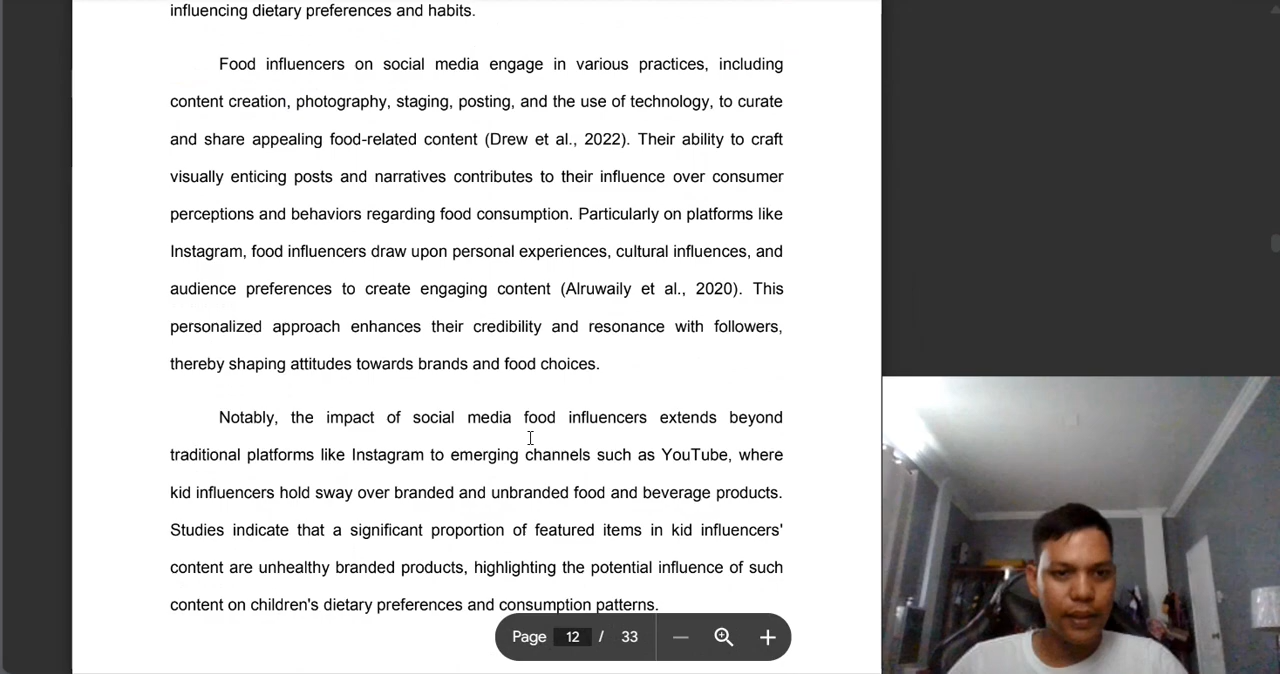 influencing dietary preferences and habits.
Food influencers on social media engage in various practices, including
content creation, photography, staging, posting, and the use of technology, to curate
and share appealing food-related content (Drew et al., 2022). Their ability to craft
visually enticing posts and narratives contributes to their influence over consumer
perceptions and behaviors regarding food consumption. Particularly on platforms like
Instagram, food influencers draw upon personal experiences, cultural influences, and
audience preferences to create engaging content (Alruwaily et al., 2020). This
personalized approach enhances their credibility and resonance with followers,
thereby shaping attitudes towards brands and food choices.
Notably, the impact of social media food influencers extends beyond
traditional platforms like Instagram to emerging channels such as YouTube, where
kid influencers hold sway over branded and unbranded food and beverage products.
Studies indicate that a significant proportion of featured items in kid influencers'
content are unhealthy branded products, highlighting the potential influence of such
content on children's dietary preferences and consumption patterns.
Page 12 / 33